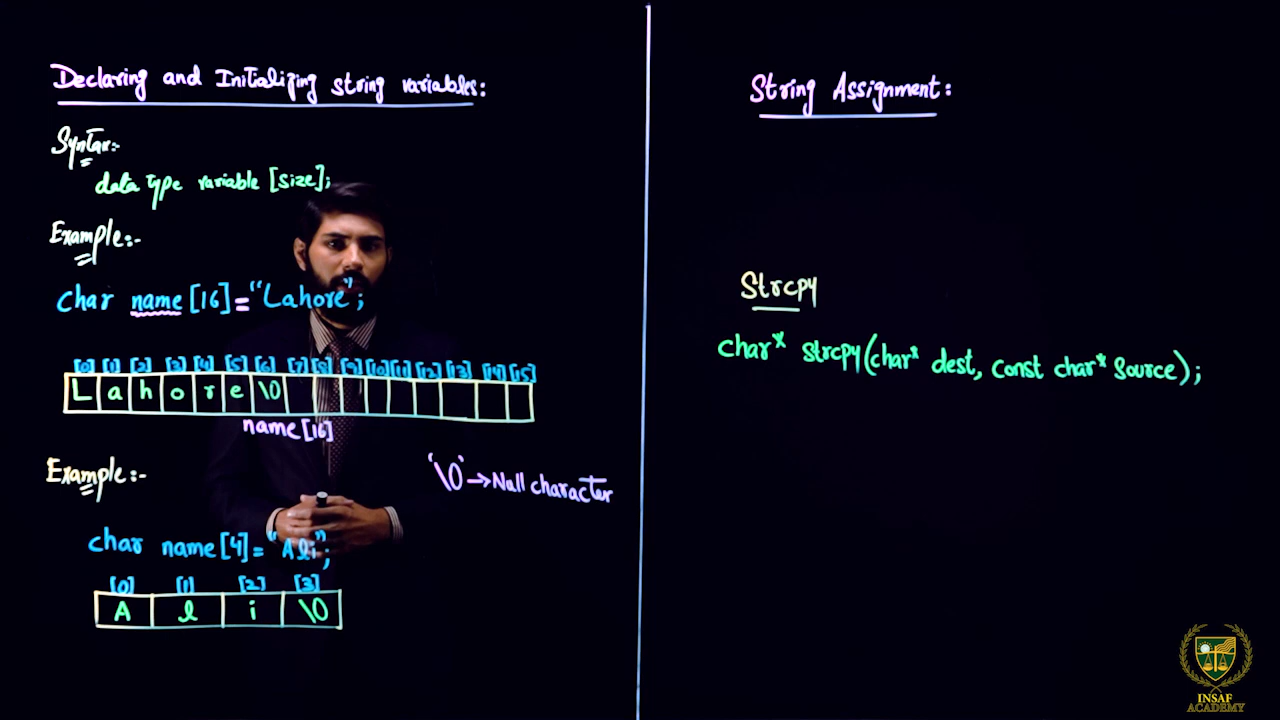 Declaring and Initializing string variables:
Syntax:-
data type variable [size];
Example:-
char name [16] = "Lahore";
[0] [1] [2] [3] [4] [5] [6] [7] [8] [9] [10] [11] [12] [13] [14] [15]
L a h o r e \0
name[16]
Example:-
'\0' → Null character
char name[4] = "Ali";
[0] [1] [2] [3]
A l i \0
String Assignment:
Strcpy
char* strcpy(char* dest, const char* source);
INSAF
ACADEMY